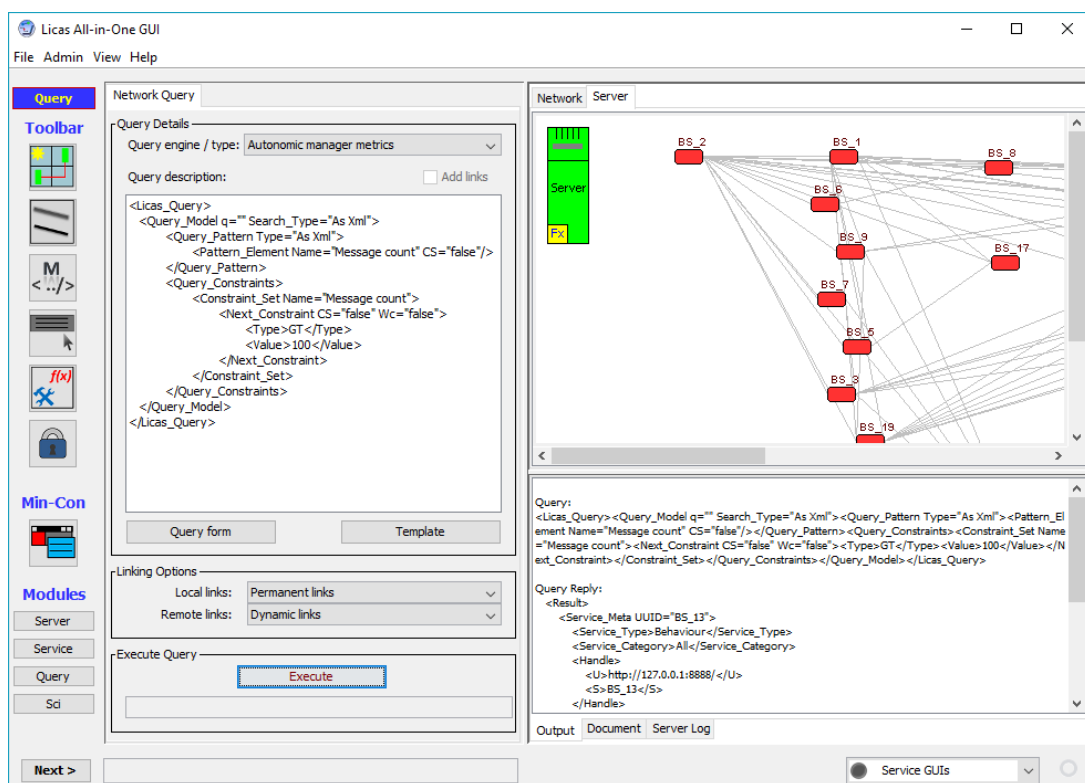 Licas All-in-One GUI
File Admin View Help
Query
Toolbar
M
< ../>
f(x)
Min-Con
Modules
Server
Service
Query
Sci
Next >
Network Query
Query Details
Query engine / type: Autonomic manager metrics
Query description: Add links
<Licas_Query>
<Query_Model q="" Search_Type="As Xml">
<Query_Pattern Type="As Xml">
<Pattern_Element Name="Message count" CS="false"/>
</Query_Pattern>
<Query_Constraints>
<Constraint_Set Name="Message count">
<Next_Constraint CS="false" Wc="false">
<Type>GT</Type>
<Value>100</Value>
</Next_Constraint>
</Constraint_Set>
</Query_Constraints>
</Query_Model>
</Licas_Query>
Query form Template
Linking Options
Local links: Permanent links
Remote links: Dynamic links
Execute Query
Execute
Network Server
Server
Fx
BS_2
BS_1
BS_8
BS_6
BS_9
BS_17
BS_7
BS_5
BS_3
BS_19
Query:
<Licas_Query><Query_Model q="" Search_Type="As Xml"><Query_Pattern Type="As Xml"><Pattern_El
ement Name="Message count" CS="false"/></Query_Pattern><Query_Constraints><Constraint_Set Name
="Message count"><Next_Constraint CS="false" Wc="false"><Type>GT</Type><Value>100</Value></N
ext_Constraint></Constraint_Set></Query_Constraints></Query_Model></Licas_Query>
Query Reply:
<Result>
<Service_Meta UUID="BS_13">
<Service_Type>Behaviour</Service_Type>
<Service_Category>All</Service_Category>
<Handle>
<U>http://127.0.0.1:8888/</U>
<S>BS_13</S>
</Handle>
Output Document Server Log
Service GUIs